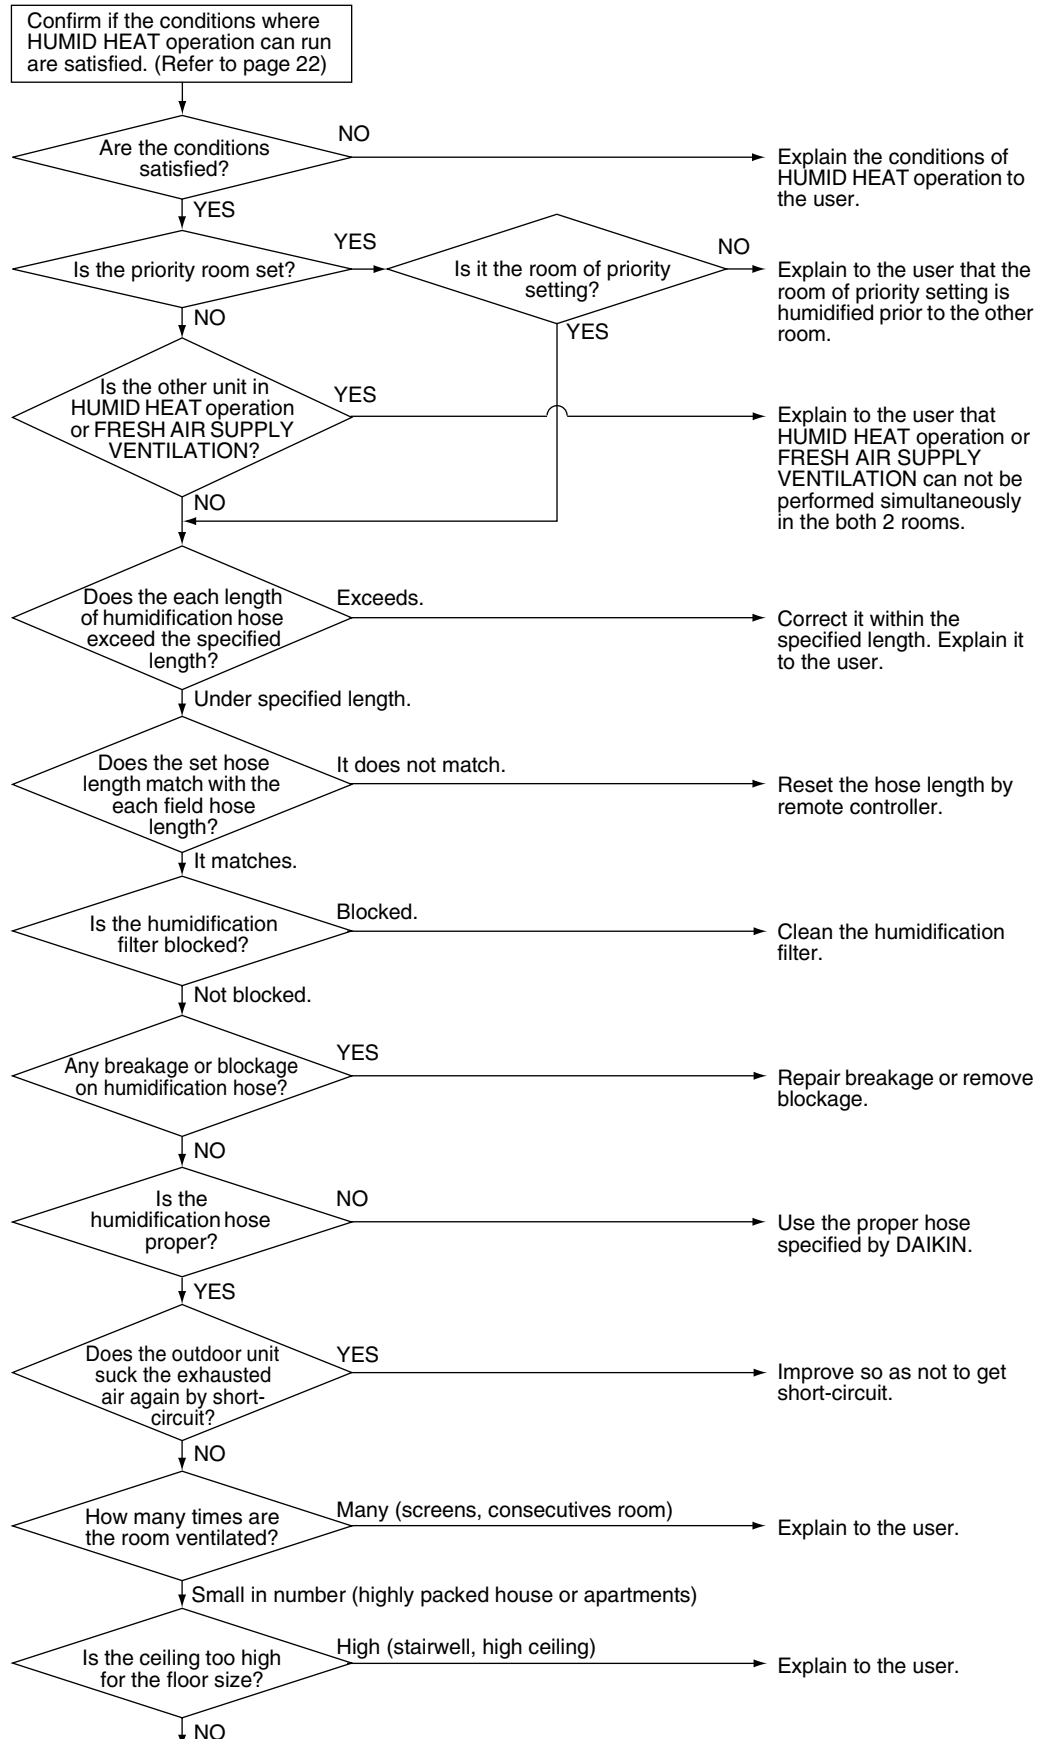 Confirm if the conditions where
HUMID HEAT operation can run
are satisfied. (Refer to page 22)
Are the conditions
satisfied?
NO
Explain the conditions of
HUMID HEAT operation to
the user.
YES
Is the priority room set?
YES
Is it the room of priority
setting?
NO
Explain to the user that the
room of priority setting is
humidified prior to the other
room.
NO
YES
Is the other unit in
HUMID HEAT operation
or FRESH AIR SUPPLY
VENTILATION?
YES
Explain to the user that
HUMID HEAT operation or
FRESH AIR SUPPLY
VENTILATION can not be
performed simultaneously
in the both 2 rooms.
NO
Does the each length
of humidification hose
exceed the specified
length?
Exceeds.
Correct it within the
specified length. Explain it
to the user.
Under specified length.
Does the set hose
length match with the
each field hose
length?
It does not match.
Reset the hose length by
remote controller.
It matches.
Is the humidification
filter blocked?
Blocked.
Clean the humidification
filter.
Not blocked.
Any breakage or blockage
on humidification hose?
YES
Repair breakage or remove
blockage.
NO
Is the
humidification hose
proper?
NO
Use the proper hose
specified by DAIKIN.
YES
Does the outdoor unit
suck the exhausted
air again by short-
circuit?
YES
Improve so as not to get
short-circuit.
NO
How many times are
the room ventilated?
Many (screens, consecutives room)
Explain to the user.
Small in number (highly packed house or apartments)
Is the ceiling too high
for the floor size?
High (stairwell, high ceiling)
Explain to the user.
NO